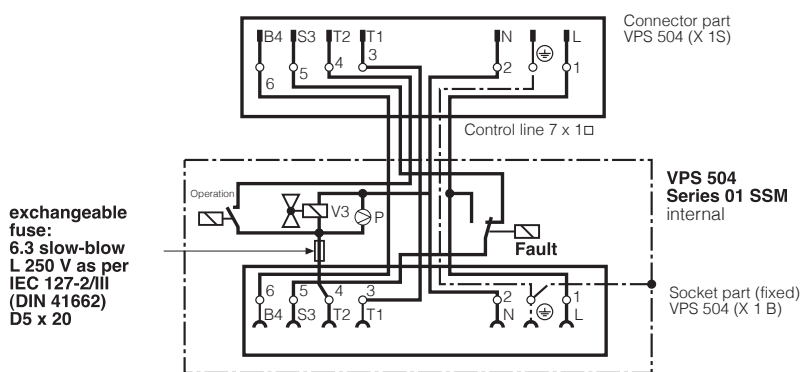 Connector part
VPS 504 (X 1S)
B4 S3 T2 T1 N L
6 5 4 3 2 1
Control line 7 x 1□
Operation
V3
P
Fault
VPS 504
Series 01 SSM
internal
exchangeable
fuse:
6.3 slow-blow
L 250 V as per
IEC 127-2/III
(DIN 41662)
D5 x 20
6 5 4 3 2 1
B4 S3 T2 T1 N L
Socket part (fixed)
VPS 504 (X 1 B)